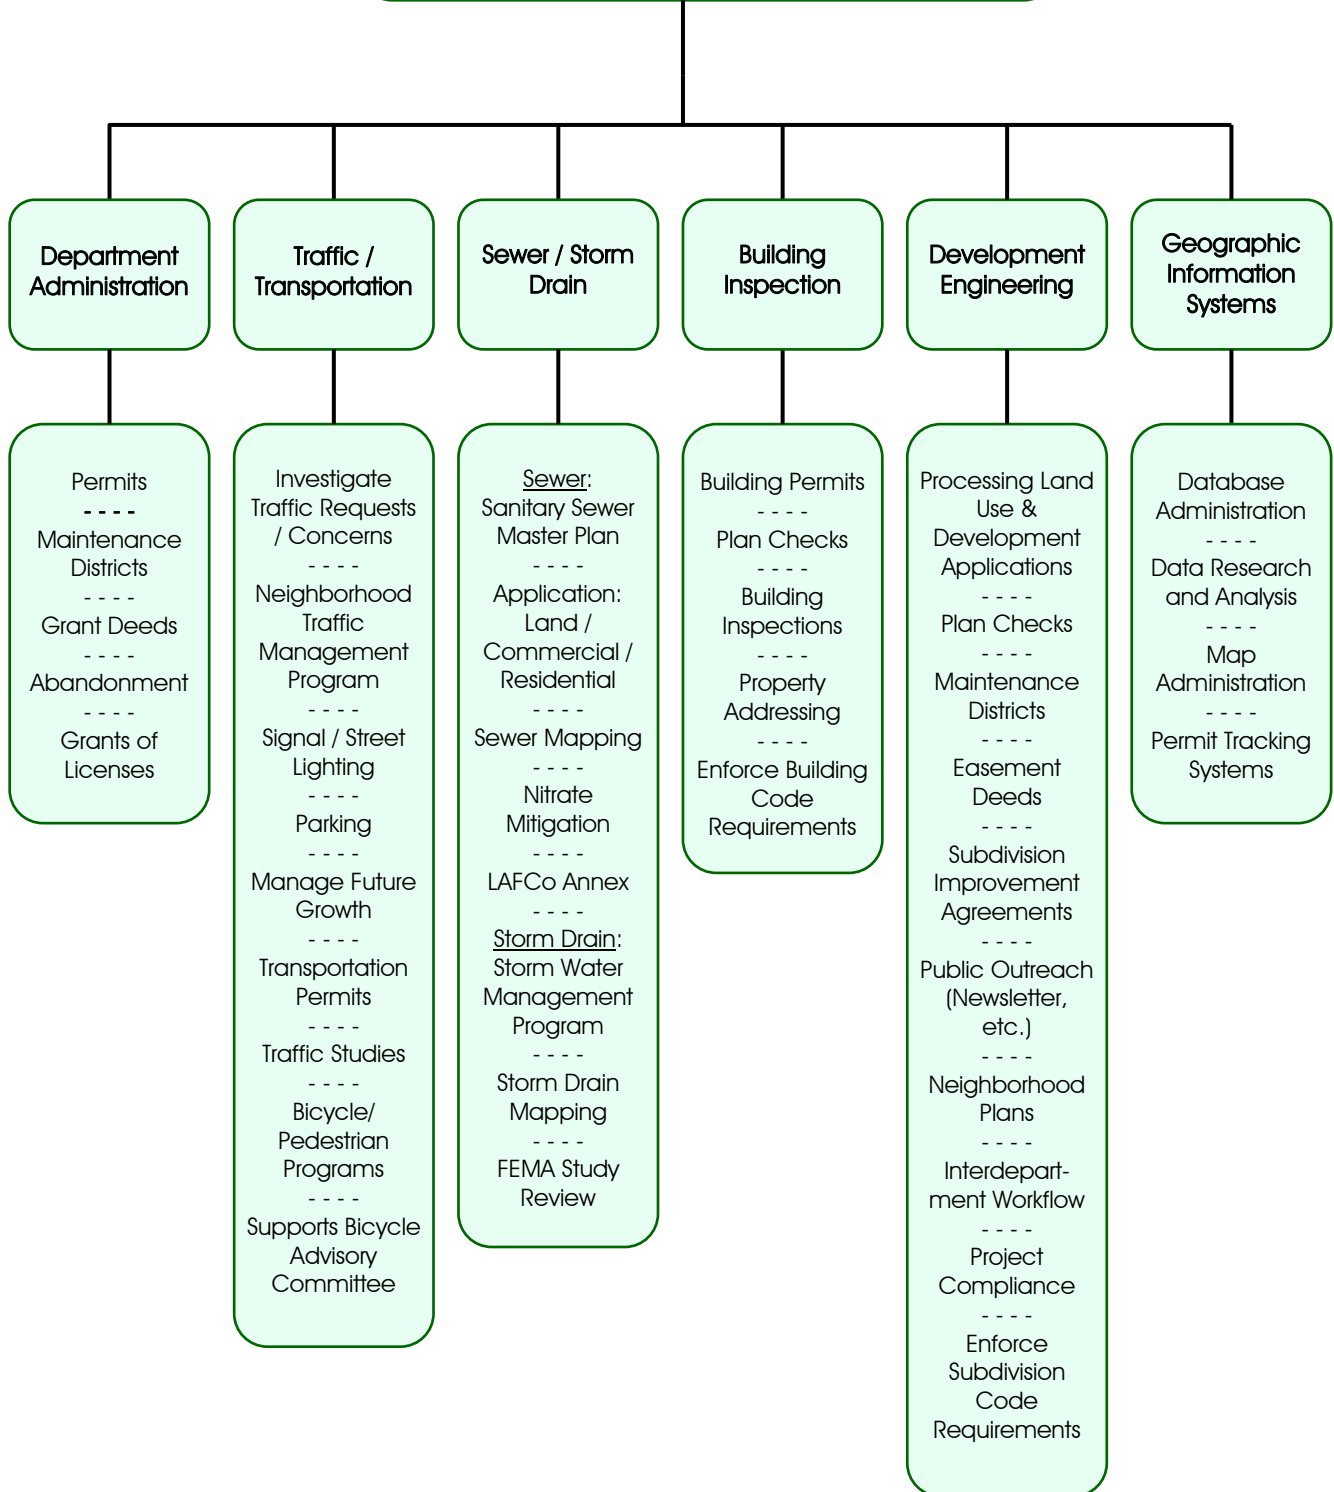 Department
Administration
Traffic /
Transportation
Sewer / Storm
Drain
Building
Inspection
Development
Engineering
Geographic
Information
Systems
Permits
- - - -
Maintenance
Districts
- - - -
Grant Deeds
- - - -
Abandonment
- - - -
Grants of
Licenses
Investigate
Traffic Requests
/ Concerns
- - - -
Neighborhood
Traffic
Management
Program
- - - -
Signal / Street
Lighting
- - - -
Parking
- - - -
Manage Future
Growth
- - - -
Transportation
Permits
- - - -
Traffic Studies
- - - -
Bicycle/
Pedestrian
Programs
- - - -
Supports Bicycle
Advisory
Committee
Sewer:
Sanitary Sewer
Master Plan
- - - -
Application:
Land /
Commercial /
Residential
- - - -
Sewer Mapping
- - - -
Nitrate
Mitigation
- - - -
LAFCo Annex
- - - -
Storm Drain:
Storm Water
Management
Program
- - - -
Storm Drain
Mapping
- - - -
FEMA Study
Review
Building Permits
- - - -
Plan Checks
- - - -
Building
Inspections
- - - -
Property
Addressing
- - - -
Enforce Building
Code
Requirements
Processing Land
Use &
Development
Applications
- - - -
Plan Checks
- - - -
Maintenance
Districts
- - - -
Easement
Deeds
- - - -
Subdivision
Improvement
Agreements
- - - -
Public Outreach
(Newsletter,
etc.)
- - - -
Neighborhood
Plans
- - - -
Interdepart-
ment Workflow
- - - -
Project
Compliance
- - - -
Enforce
Subdivision
Code
Requirements
Database
Administration
- - - -
Data Research
and Analysis
- - - -
Map
Administration
- - - -
Permit Tracking
Systems